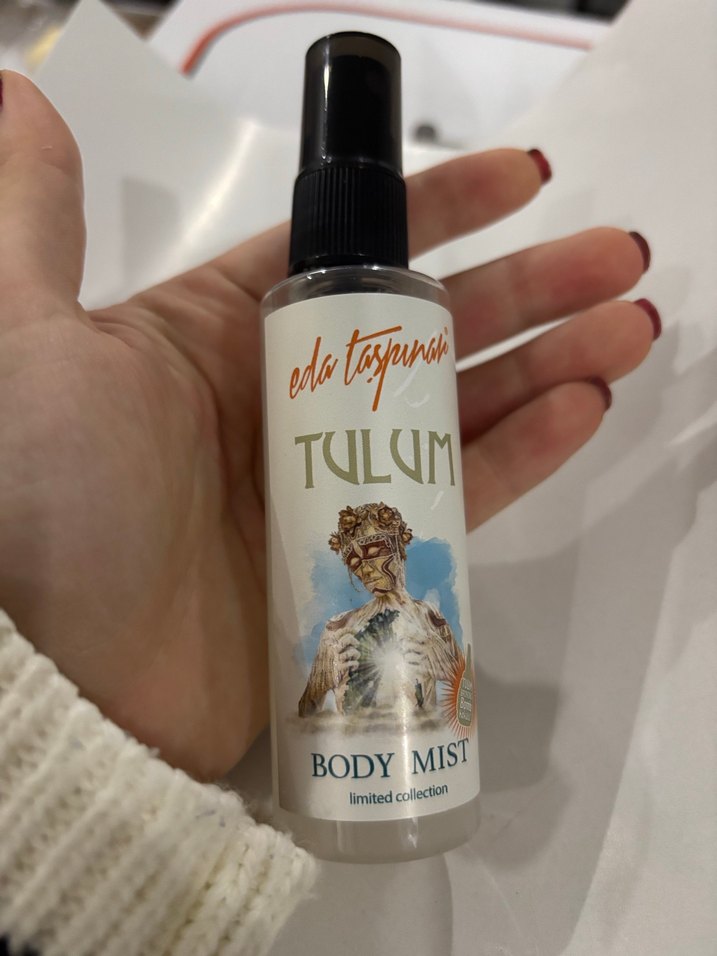 eda taşpınar
TULUM
BODY MIST
limited collection